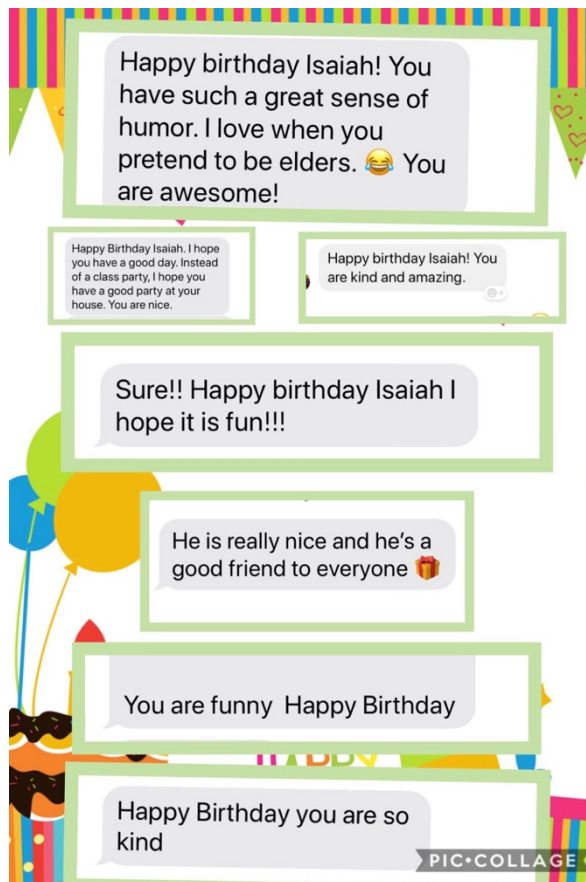 Happy birthday Isaiah! You
have such a great sense of
humor. I love when you
pretend to be elders. 😂 You
are awesome!
Happy Birthday Isaiah. I hope
you have a good day. Instead
of a class party, I hope you
have a good party at your
house. You are nice.
Happy birthday Isaiah! You
are kind and amazing.
Sure!! Happy birthday Isaiah I
hope it is fun!!!
He is really nice and he's a
good friend to everyone 🎁
You are funny  Happy Birthday
HAPPY
Happy Birthday you are so
kind
PIC•COLLAGE